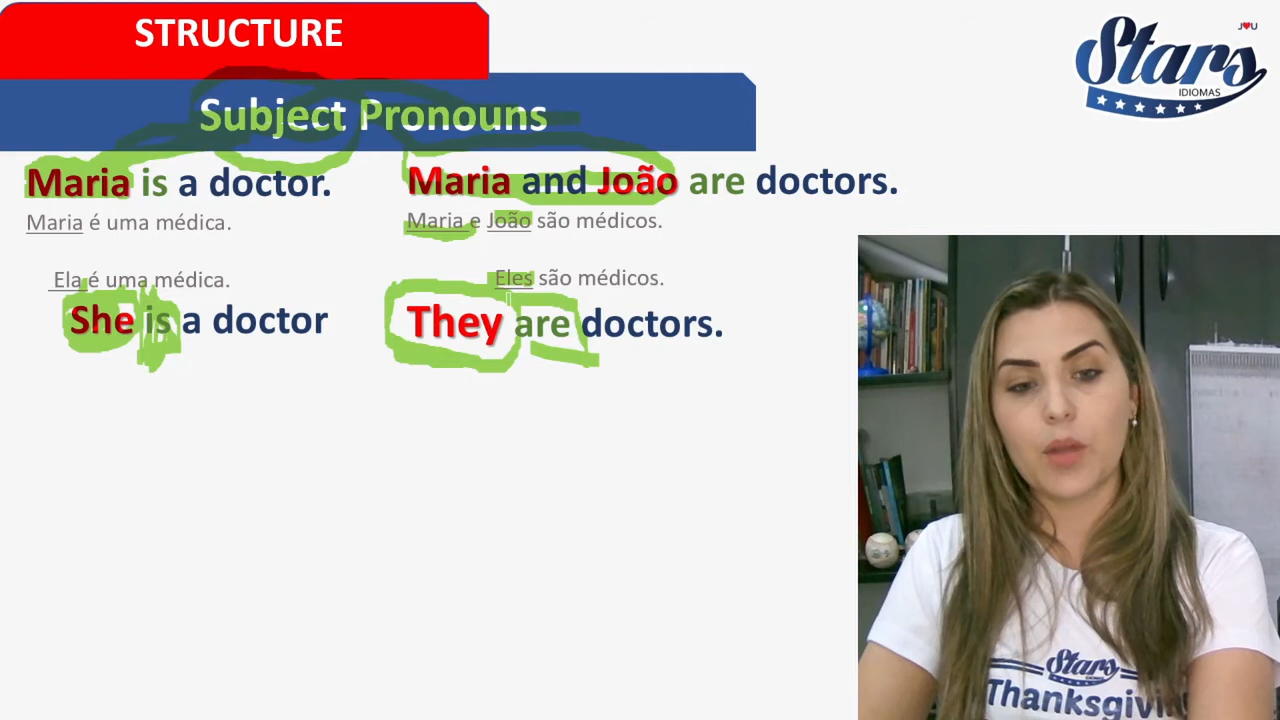 STRUCTURE
Subject Pronouns
J♥U
Stars
IDIOMAS
Maria is a doctor.
Maria é uma médica.
Ela é uma médica.
She is a doctor
Maria and João are doctors.
Maria e João são médicos.
Eles são médicos.
They are doctors.
Stars
Thanksgivi